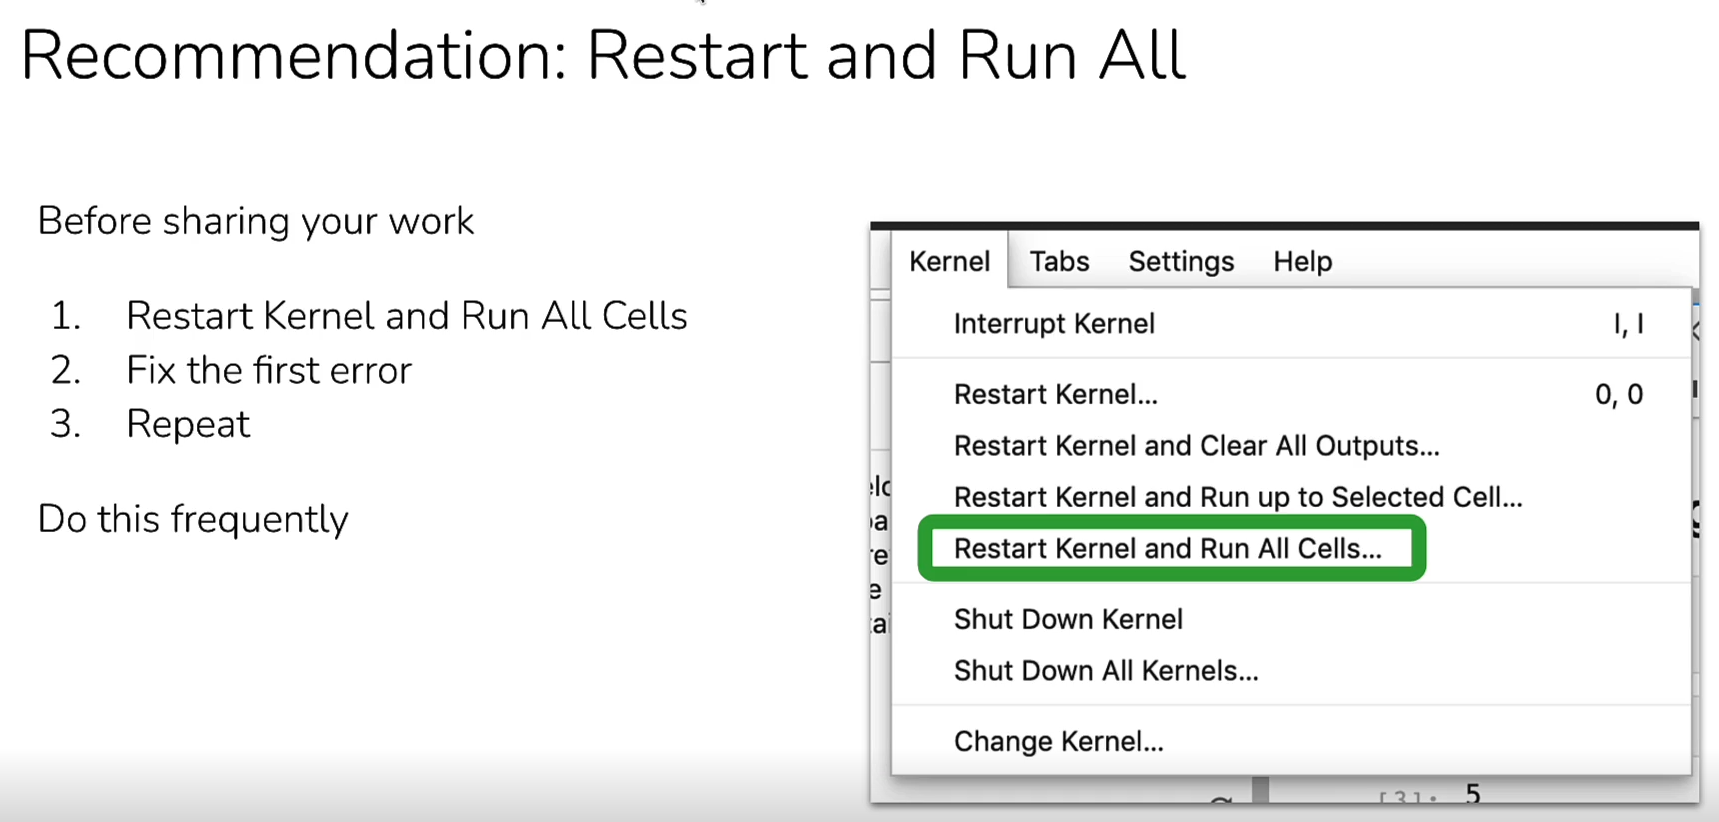 Recommendation: Restart and Run All
Before sharing your work
1. Restart Kernel and Run All Cells
2. Fix the first error
3. Repeat
Do this frequently
Kernel Tabs Settings Help
Interrupt Kernel I, I
Restart Kernel... 0, 0
Restart Kernel and Clear All Outputs...
Restart Kernel and Run up to Selected Cell...
Restart Kernel and Run All Cells...
Shut Down Kernel
Shut Down All Kernels...
Change Kernel...
[3]: 5